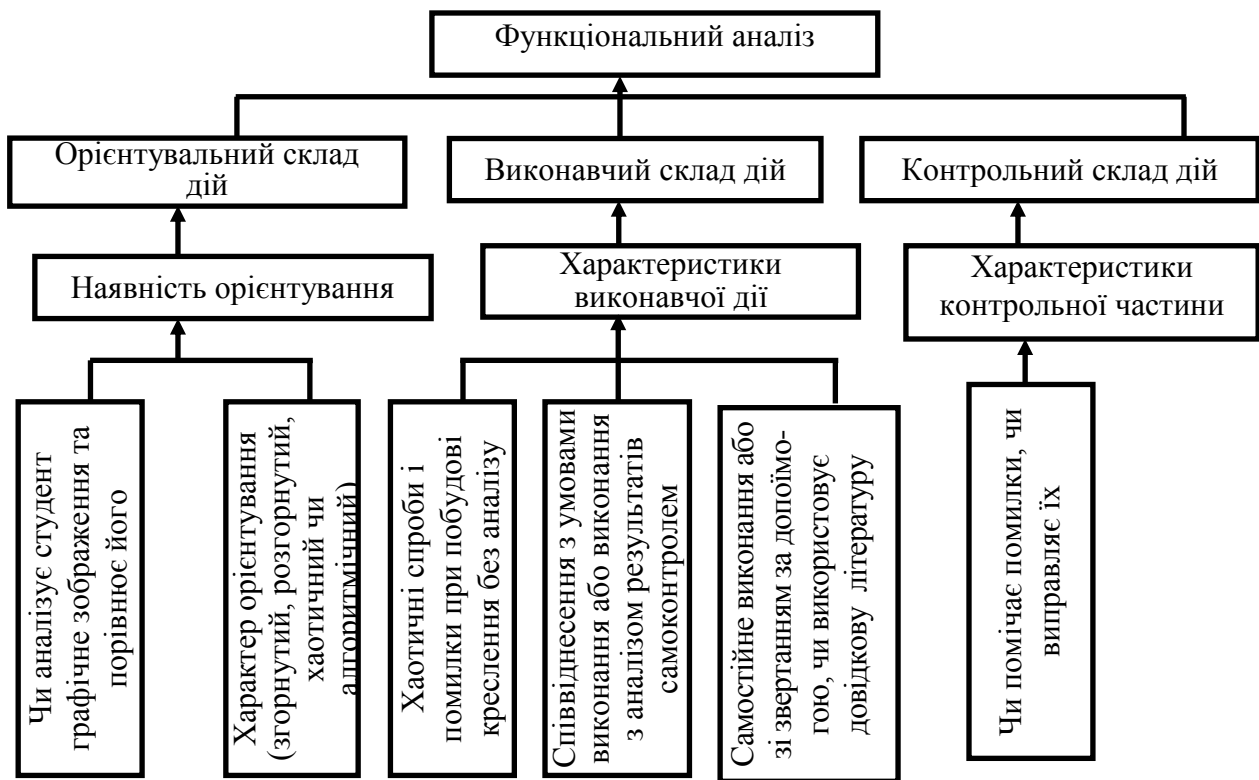 Функціональний аналіз
Орієнтувальний склад
дій
Виконавчий склад дій
Контрольний склад дій
Наявність орієнтування
Характеристики
виконавчої дії
Характеристики
контрольної частини
Чи аналізує студент
графічне зображення та
порівнює його
Характер орієнтування
(згорнутий, розгорнутий,
хаотичний чи
алгоритмічний)
Хаотичні спроби і
помилки при побудові
креслення без аналізу
Співвіднесення з умовами
виконання або виконання
з аналізом результатів
самоконтролем
Самостійне виконання або
зі звертанням за допоїмо-
гою, чи використовує
довідкову літературу
Чи помічає помилки, чи
виправляє їх